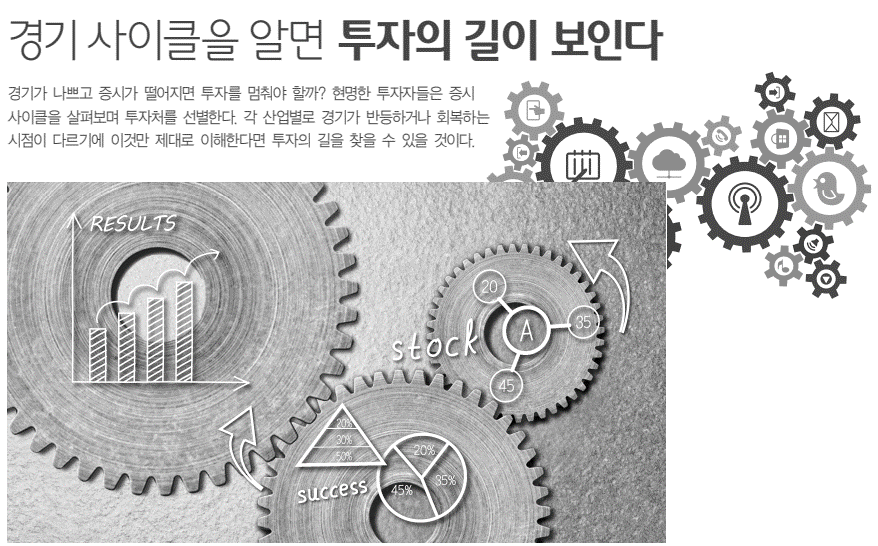 경기 사이클을 알면 투자의 길이 보인다
경기가 나쁘고 증시가 떨어지면 투자를 멈춰야 할까? 현명한 투자자들은 증시
사이클을 살펴보며 투자처를 선별한다. 각 산업별로 경기가 반등하거나 회복하는
시점이 다르기에 이것만 제대로 이해한다면 투자의 길을 찾을 수 있을 것이다.
RESULTS
20
A
35
stock
45
20%
30%
50%
20%
35%
45%
success